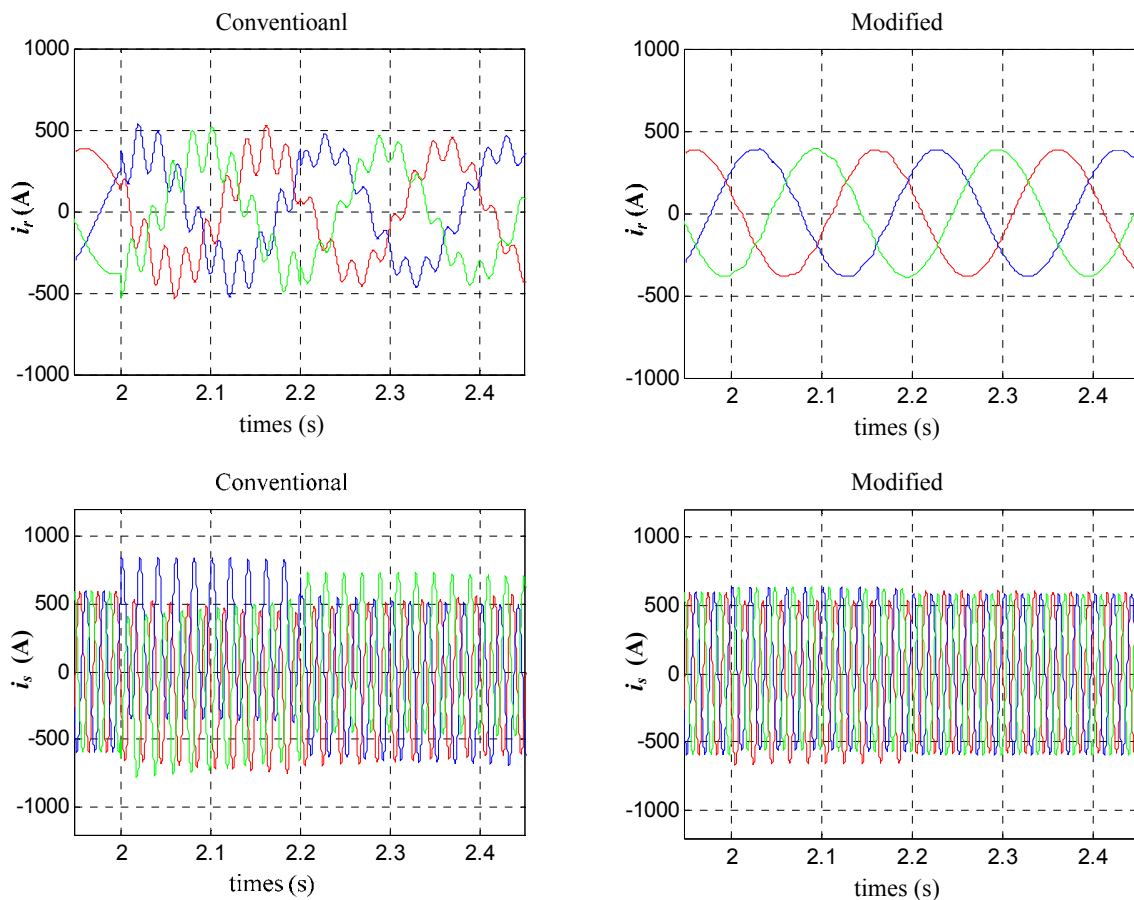 Conventioanl
1000
500
0
-500
-1000
i_r (A)
2 2.1 2.2 2.3 2.4
times (s)
Modified
1000
500
0
-500
-1000
i_r (A)
2 2.1 2.2 2.3 2.4
times (s)
Conventional
1000
500
0
-500
-1000
i_s (A)
2 2.1 2.2 2.3 2.4
times (s)
Modified
1000
500
0
-500
-1000
i_s (A)
2 2.1 2.2 2.3 2.4
times (s)